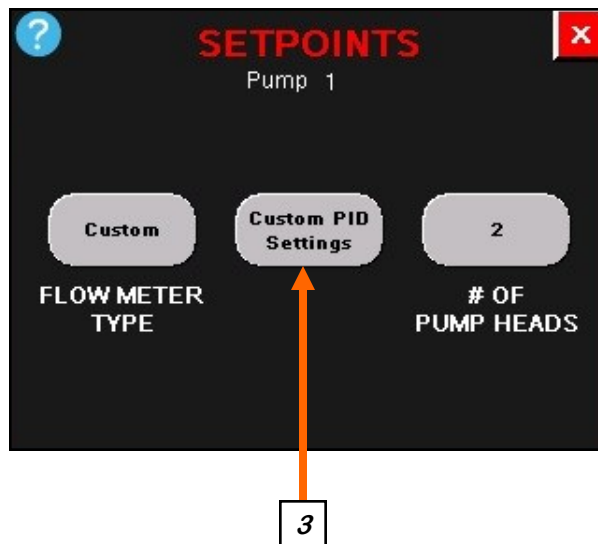 ?
SETPOINTS
×
Pump 1
Custom
Custom PID
Settings
2
FLOW METER
TYPE
# OF
PUMP HEADS
3